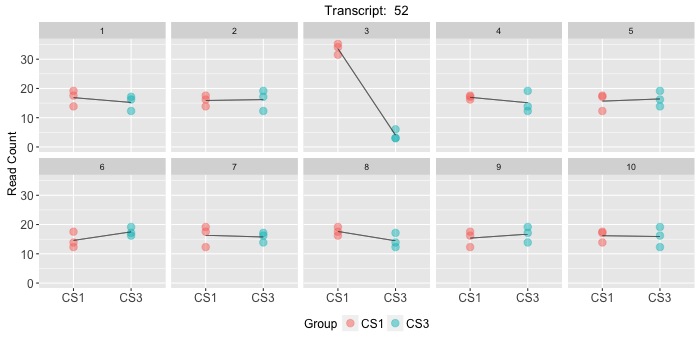 Transcript: 52
1 2 3 4 5
30
20
10
0
Read Count
6 7 8 9 10
30
20
10
0
CS1 CS3 CS1 CS3 CS1 CS3 CS1 CS3 CS1 CS3
Group CS1 CS3